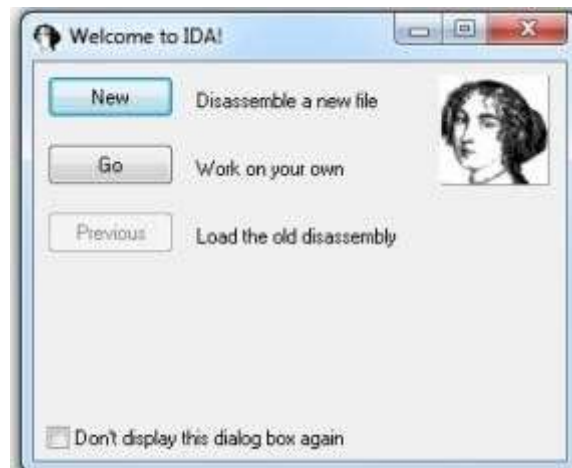 Welcome to IDA!
New Disassemble a new file
Go Work on your own
Previous Load the old disassembly
Don't display this dialog box again